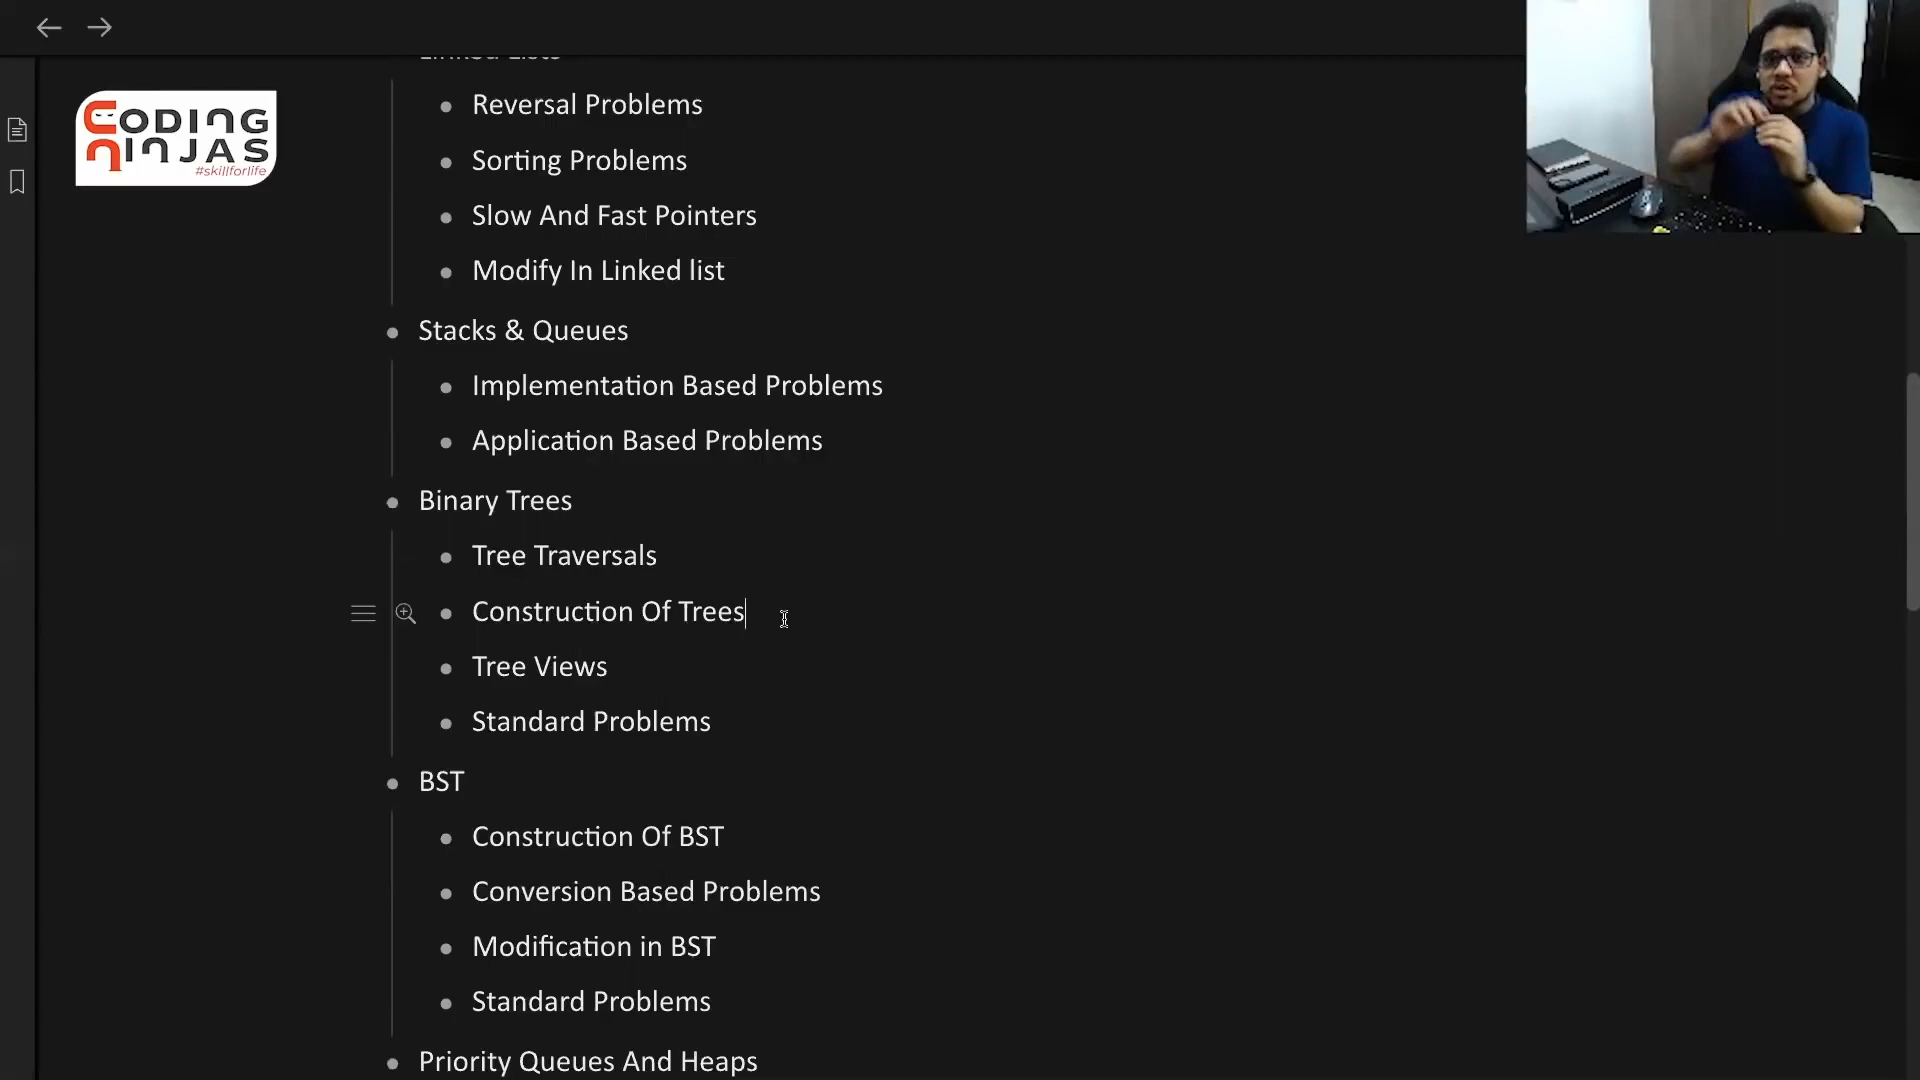 Linked Lists
CODING
NINJAS
#skillforlife
Reversal Problems
Sorting Problems
Slow And Fast Pointers
Modify In Linked list
Stacks & Queues
Implementation Based Problems
Application Based Problems
Binary Trees
Tree Traversals
Construction Of Trees
Tree Views
Standard Problems
BST
Construction Of BST
Conversion Based Problems
Modification in BST
Standard Problems
Priority Queues And Heaps